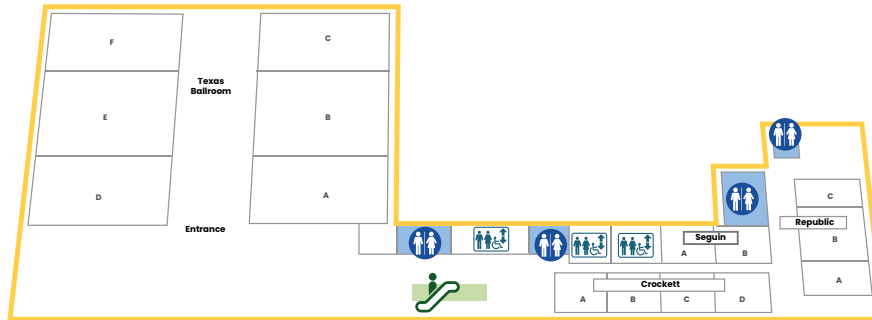 F
C
Texas
Ballroom
E
B
D
A
Entrance
C
Republic
B
A
Seguin
A
B
Crockett
A
B
C
D